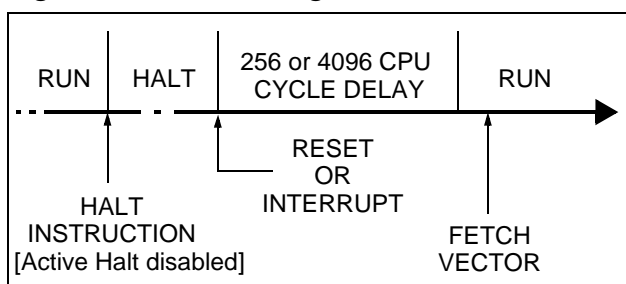 RUN
HALT
256 or 4096 CPU
CYCLE DELAY
RUN
RESET
OR
INTERRUPT
HALT
INSTRUCTION
[Active Halt disabled]
FETCH
VECTOR